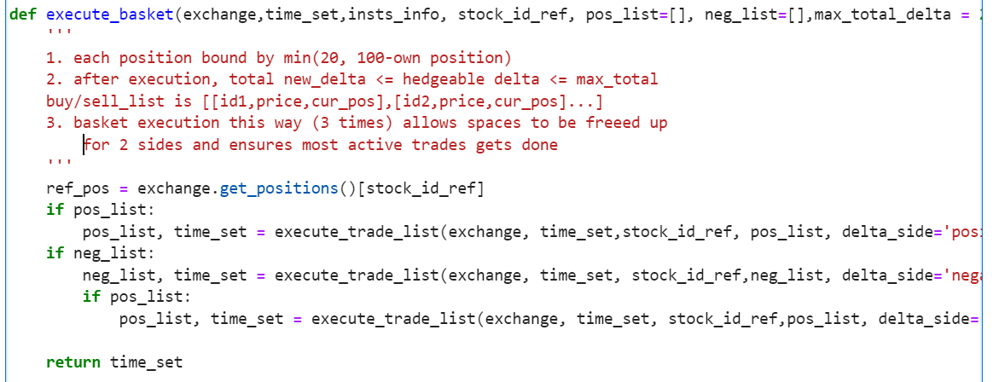 def execute_basket(exchange,time_set,insts_info, stock_id_ref, pos_list=[], neg_list=[],max_total_delta =
    '''
    1. each position bound by min(20, 100-own position)
    2. after execution, total new_delta <= hedgeable delta <= max_total
    buy/sell_list is [[id1,price,cur_pos],[id2,price,cur_pos]...]
    3. basket execution this way (3 times) allows spaces to be freeed up
        for 2 sides and ensures most active trades gets done
    '''
    ref_pos = exchange.get_positions()[stock_id_ref]
    if pos_list:
        pos_list, time_set = execute_trade_list(exchange, time_set,stock_id_ref, pos_list, delta_side='pos
    if neg_list:
        neg_list, time_set = execute_trade_list(exchange, time_set, stock_id_ref,neg_list, delta_side='neg
        if pos_list:
            pos_list, time_set = execute_trade_list(exchange, time_set, stock_id_ref,pos_list, delta_side=
    return time_set